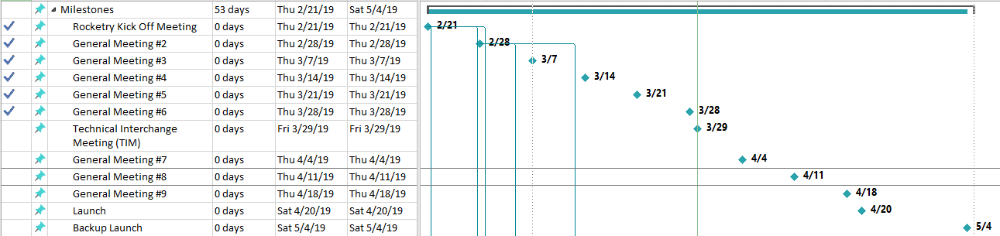 Milestones 53 days Thu 2/21/19 Sat 5/4/19
Rocketry Kick Off Meeting 0 days Thu 2/21/19 Thu 2/21/19 2/21
General Meeting #2 0 days Thu 2/28/19 Thu 2/28/19 2/28
General Meeting #3 0 days Thu 3/7/19 Thu 3/7/19 3/7
General Meeting #4 0 days Thu 3/14/19 Thu 3/14/19 3/14
General Meeting #5 0 days Thu 3/21/19 Thu 3/21/19 3/21
General Meeting #6 0 days Thu 3/28/19 Thu 3/28/19 3/28
Technical Interchange 0 days Fri 3/29/19 Fri 3/29/19 3/29
Meeting (TIM)
General Meeting #7 0 days Thu 4/4/19 Thu 4/4/19 4/4
General Meeting #8 0 days Thu 4/11/19 Thu 4/11/19 4/11
General Meeting #9 0 days Thu 4/18/19 Thu 4/18/19 4/18
Launch 0 days Sat 4/20/19 Sat 4/20/19 4/20
Backup Launch 0 days Sat 5/4/19 Sat 5/4/19 5/4